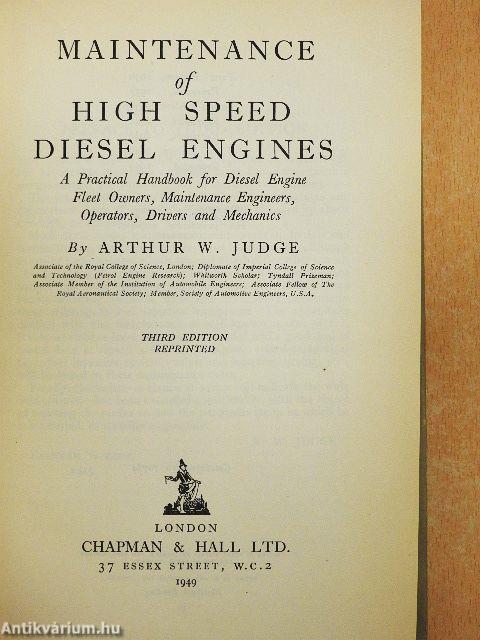 MAINTENANCE
of
HIGH SPEED
DIESEL ENGINES
A Practical Handbook for Diesel Engine
Fleet Owners, Maintenance Engineers,
Operators, Drivers and Mechanics
By ARTHUR W. JUDGE
Associate of the Royal College of Science, London; Diplomate of Imperial College of Science
and Technology (Petrol Engine Research); Whitworth Scholar; Tyndall Prizeman;
Associate Member of the Institution of Automobile Engineers; Associate Fellow of The
Royal Aeronautical Society; Member, Society of Automotive Engineers, U.S.A.
THIRD EDITION
REPRINTED
LONDON
CHAPMAN & HALL LTD.
37 ESSEX STREET, W.C.2
1949
Antikvárium.hu